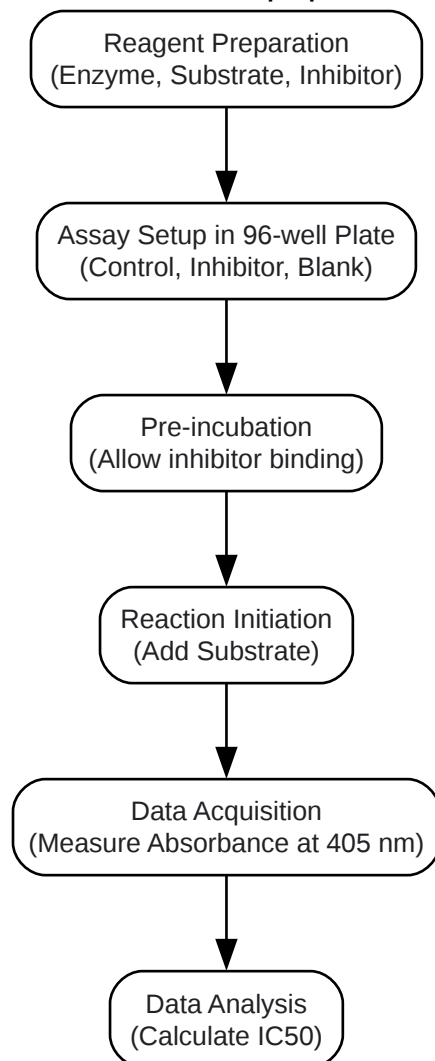 Reagent Preparation
(Enzyme, Substrate, Inhibitor)
Assay Setup in 96-well Plate
(Control, Inhibitor, Blank)
Pre-incubation
(Allow inhibitor binding)
Reaction Initiation
(Add Substrate)
Data Acquisition
(Measure Absorbance at 405 nm)
Data Analysis
(Calculate IC50)